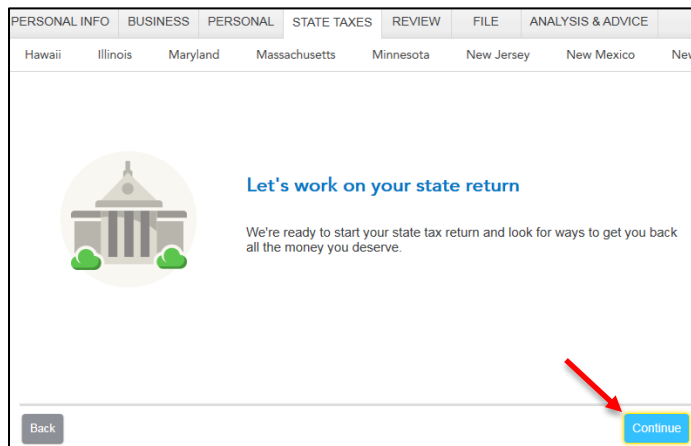 PERSONAL INFO BUSINESS PERSONAL STATE TAXES REVIEW FILE ANALYSIS & ADVICE
Hawaii Illinois Maryland Massachusetts Minnesota New Jersey New Mexico New
Let's work on your state return
We're ready to start your state tax return and look for ways to get you back
all the money you deserve.
Back Continue